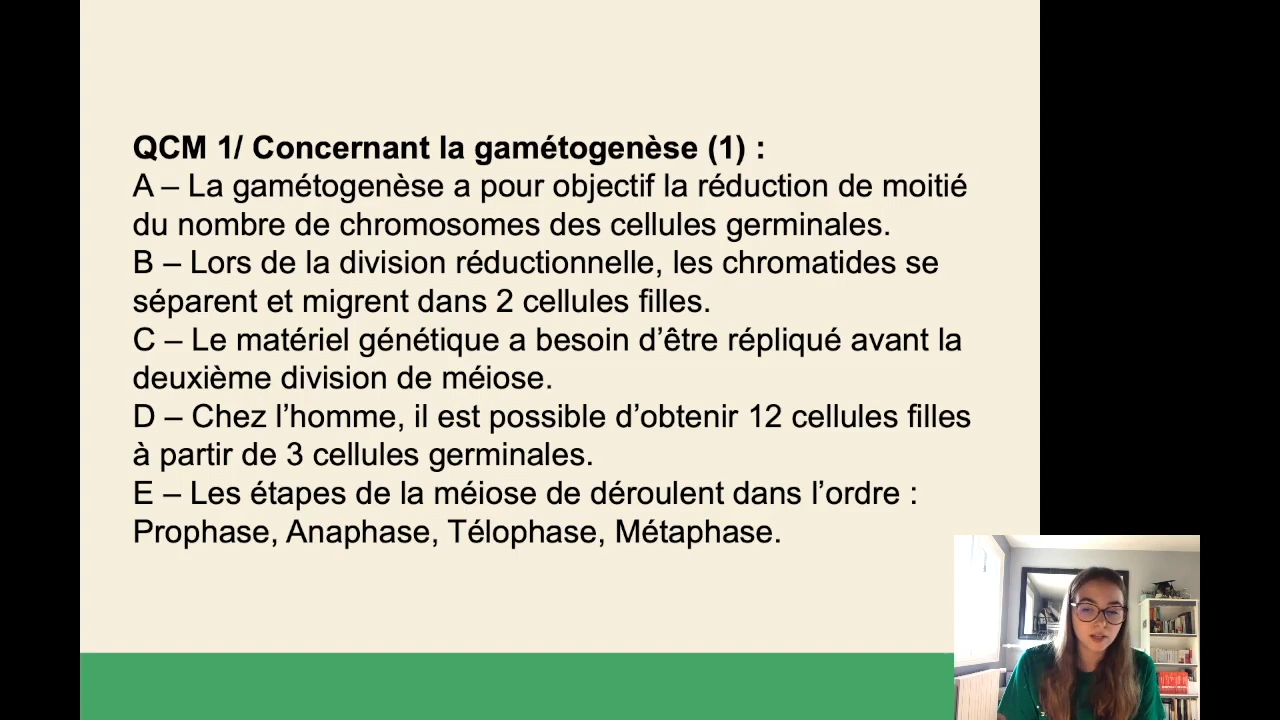 QCM 1/ Concernant la gamétogenèse (1) :
A – La gamétogenèse a pour objectif la réduction de moitié
du nombre de chromosomes des cellules germinales.
B – Lors de la division réductionnelle, les chromatides se
séparent et migrent dans 2 cellules filles.
C – Le matériel génétique a besoin d’être répliqué avant la
deuxième division de méiose.
D – Chez l’homme, il est possible d’obtenir 12 cellules filles
à partir de 3 cellules germinales.
E – Les étapes de la méiose de déroulent dans l’ordre :
Prophase, Anaphase, Télophase, Métaphase.